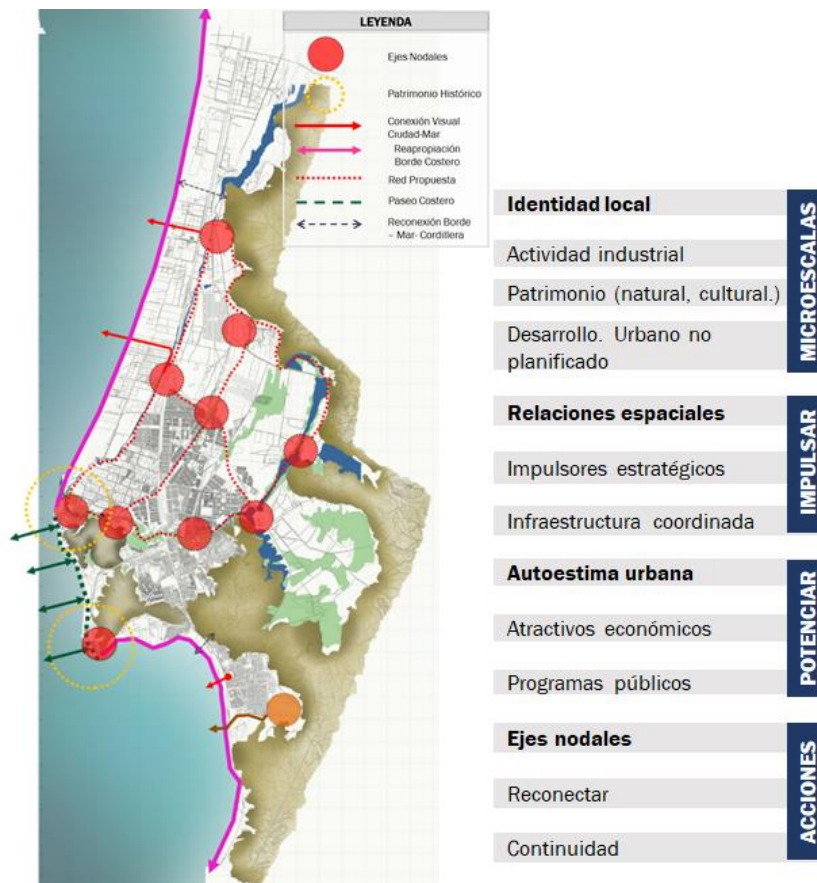 LEYENDA
Ejes Nodales
Patrimonio Histórico
Conexión Visual
Ciudad-Mar
Reapropiación
Borde Costero
Red Propuesta
Paseo Costero
Reconexión Borde
– Mar- Cordillera
Identidad local
Actividad industrial
Patrimonio (natural, cultural.)
Desarrollo. Urbano no
planificado
MICROESCALAS
Relaciones espaciales
Impulsores estratégicos
Infraestructura coordinada
IMPULSAR
Autoestima urbana
Atractivos económicos
Programas públicos
POTENCIAR
Ejes nodales
Reconectar
Continuidad
ACCIONES